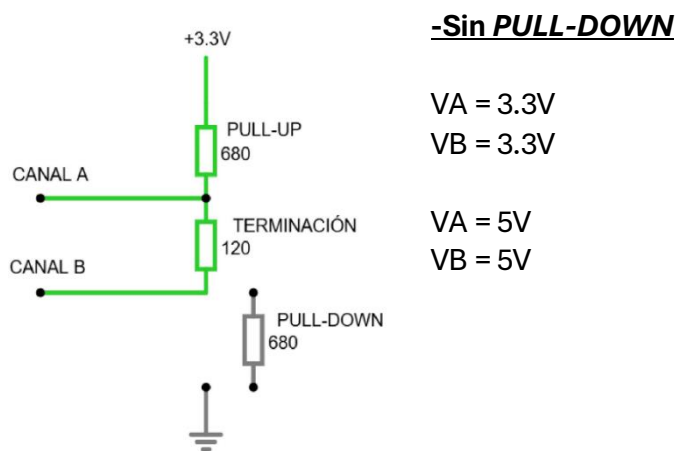 +3.3V
PULL-UP
680
CANAL A
TERMINACIÓN
120
CANAL B
PULL-DOWN
680
-Sin PULL-DOWN
VA = 3.3V
VB = 3.3V
VA = 5V
VB = 5V